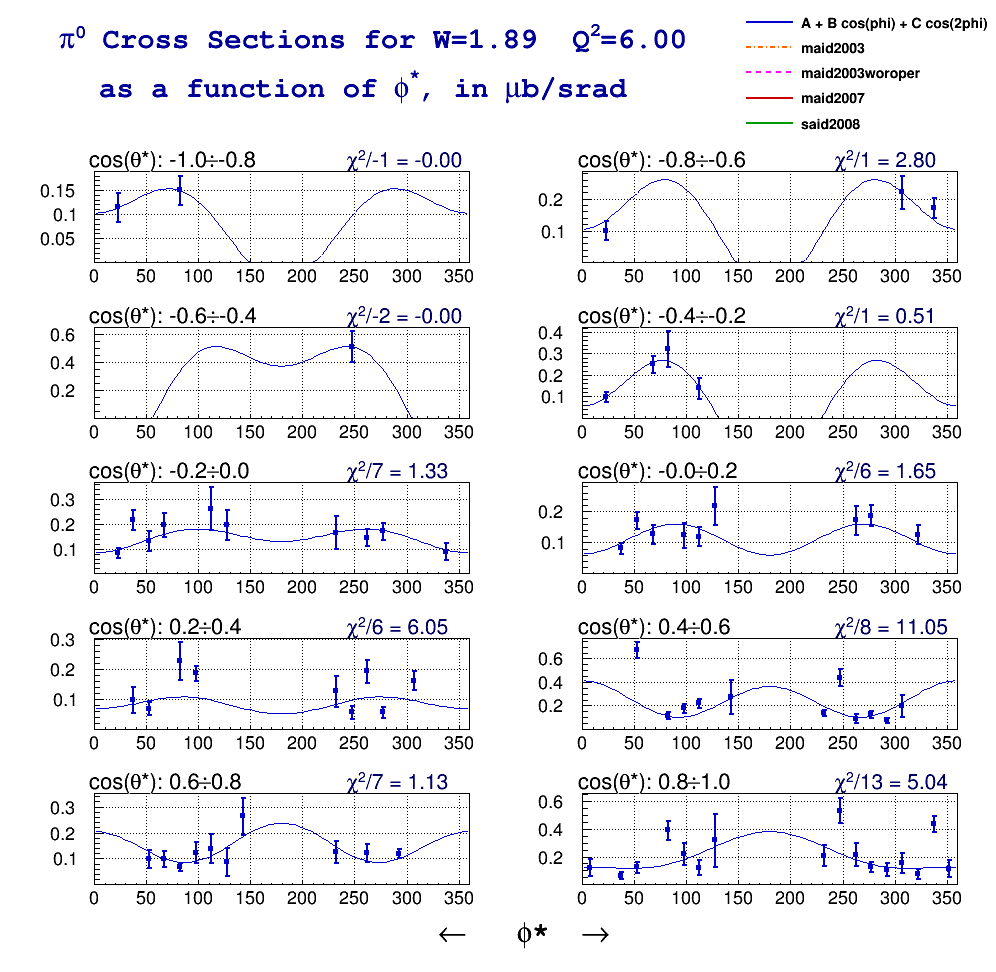 π⁰ Cross Sections for W=1.89 Q²=6.00
as a function of ϕ*, in μb/srad
A + B cos(phi) + C cos(2phi)
maid2003
maid2003woroper
maid2007
said2008
cos(θ*): -1.0÷-0.8 χ²/-1 = -0.00
0.15
0.1
0.05
0 50 100 150 200 250 300 350
cos(θ*): -0.8÷-0.6 χ²/1 = 2.80
0.2
0.1
0 50 100 150 200 250 300 350
cos(θ*): -0.6÷-0.4 χ²/-2 = -0.00
0.6
0.4
0.2
0 50 100 150 200 250 300 350
cos(θ*): -0.4÷-0.2 χ²/1 = 0.51
0.4
0.3
0.2
0.1
0 50 100 150 200 250 300 350
cos(θ*): -0.2÷0.0 χ²/7 = 1.33
0.3
0.2
0.1
0 50 100 150 200 250 300 350
cos(θ*): -0.0÷0.2 χ²/6 = 1.65
0.2
0.1
0 50 100 150 200 250 300 350
cos(θ*): 0.2÷0.4 χ²/6 = 6.05
0.3
0.2
0.1
0 50 100 150 200 250 300 350
cos(θ*): 0.4÷0.6 χ²/8 = 11.05
0.6
0.4
0.2
0 50 100 150 200 250 300 350
cos(θ*): 0.6÷0.8 χ²/7 = 1.13
0.3
0.2
0.1
0 50 100 150 200 250 300 350
cos(θ*): 0.8÷1.0 χ²/13 = 5.04
0.6
0.4
0.2
0 50 100 150 200 250 300 350
← ϕ* →